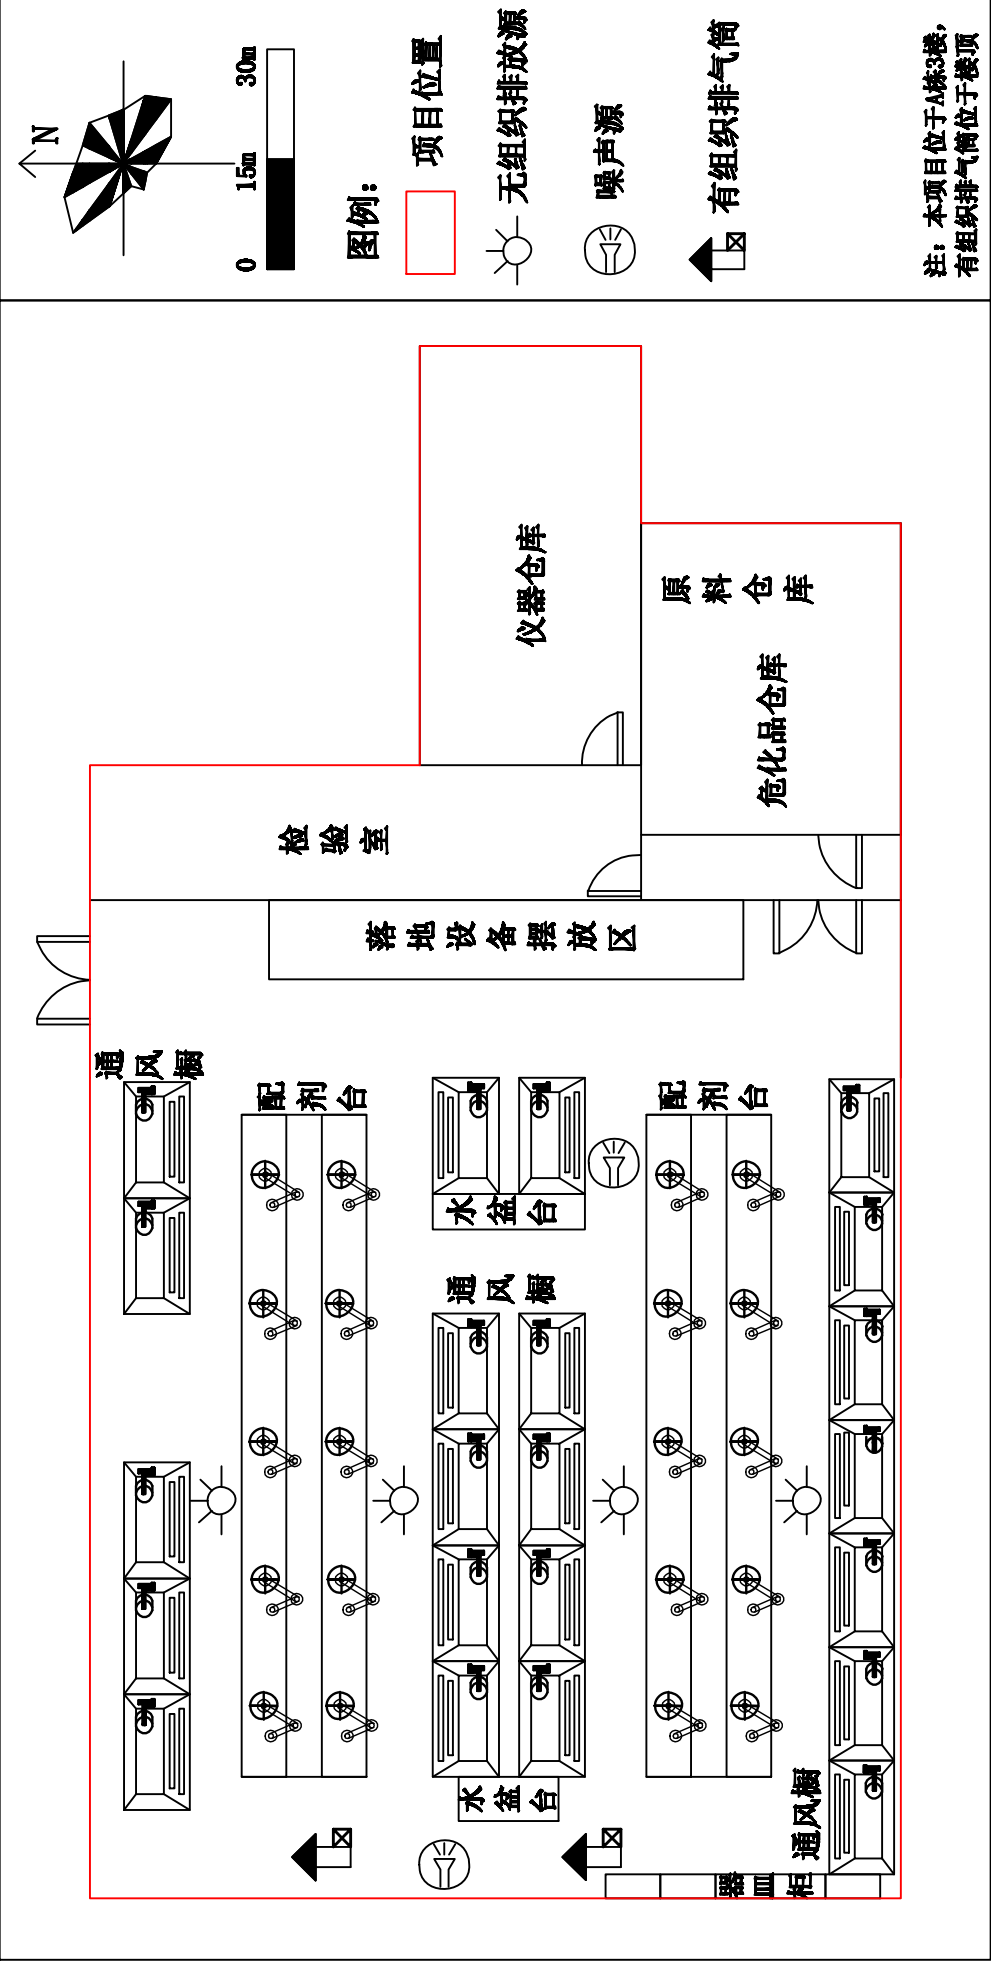 N
0 15m 30m
图例：
项目位置
无组织排放源
噪声源
有组织排气筒
注：本项目位于A栋3楼，
有组织排气筒位于楼顶
仪器仓库
原料仓库
危化品仓库
检验室
落地设备摆放区
通风橱
配剂台
水盆台
配剂台
通风橱
水盆台
通风橱
器皿柜